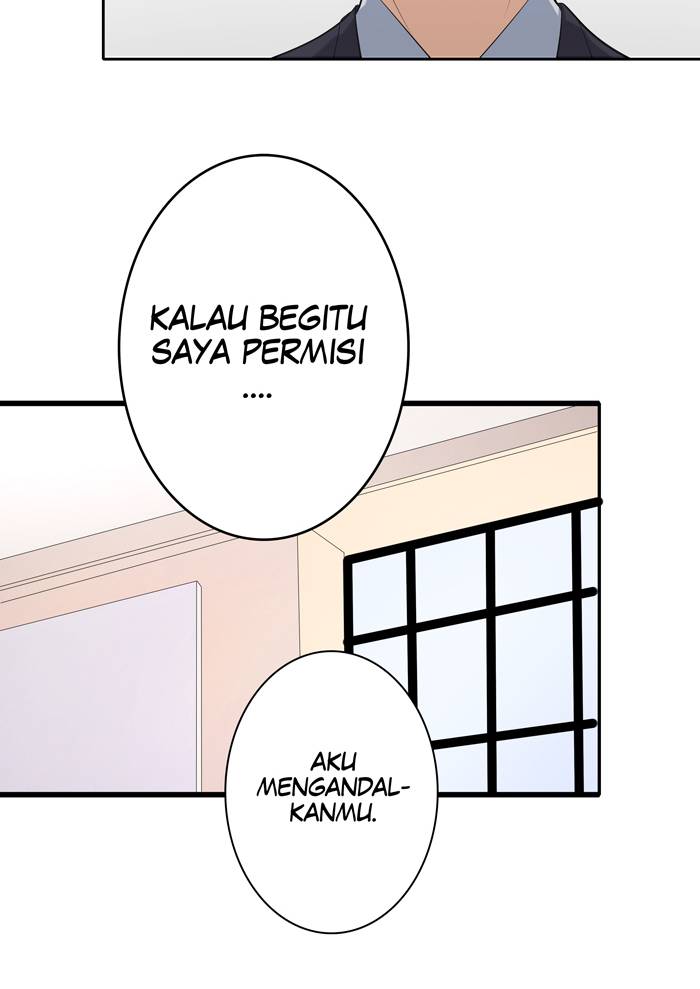 KALAU BEGITU
SAYA PERMISI
....
AKU
MENGANDAL-
KANMU.